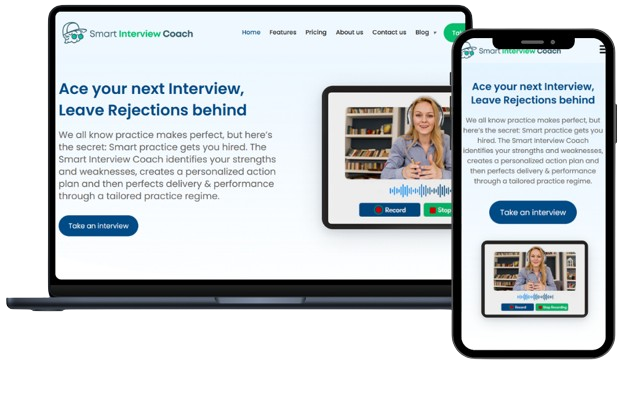 Smart Interview Coach
Home Features Pricing About us Contact us Blog
Ace your next Interview,
Leave Rejections behind
We all know practice makes perfect, but here's
the secret: Smart practice gets you hired. The
Smart Interview Coach identifies your strengths
and weaknesses, creates a personalized action
plan and then perfects delivery & performance
through a tailored practice regime.
Take an interview
Record
Stop
Smart Interview Coach
Ace your next Interview,
Leave Rejections behind
We all know practice makes perfect, but
here's the secret: Smart practice gets you
hired. The Smart Interview Coach
identifies your strengths and weaknesses,
creates a personalized action plan and
then perfects delivery & performance
through a tailored practice regime.
Take an interview
Record
Stop Recording